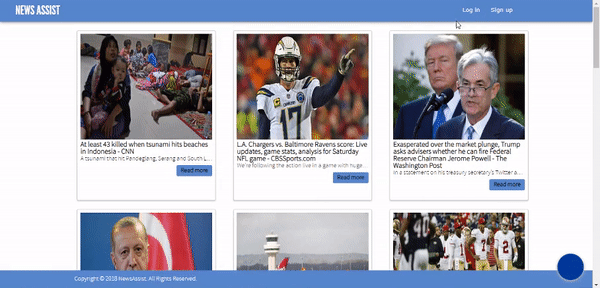 NEWS ASSIST
Log in Sign up
At least 43 killed when tsunami hits beaches
in Indonesia - CNN
A tsunami that hit Pandeglang, Serang and South L...
Read more
L.A. Chargers vs. Baltimore Ravens score: Live
updates, game stats, analysis for Saturday
NFL game - CBSSports.com
We're following the action live in a game with huge...
Read more
Exasperated over the market plunge, Trump
asks advisers whether he can fire Federal
Reserve Chairman Jerome Powell - The
Washington Post
In a statement on his treasury secretary's Twitter a...
Read more
Copyright © 2018 NewsAssist. All Rights Reserved.